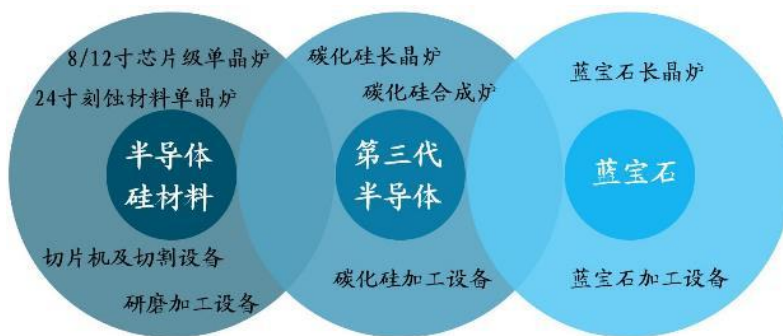 8/12寸芯片级单晶炉
24寸刻蚀材料单晶炉
半导体
硅材料
切片机及切割设备
研磨加工设备
碳化硅长晶炉
碳化硅合成炉
第三代
半导体
碳化硅加工设备
蓝宝石长晶炉
蓝宝石
蓝宝石加工设备